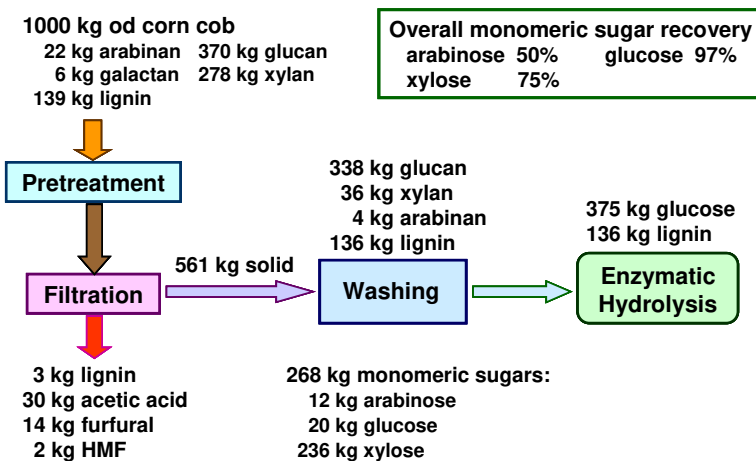 1000 kg od corn cob
22 kg arabinan 370 kg glucan
6 kg galactan 278 kg xylan
139 kg lignin
Overall monomeric sugar recovery
arabinose 50% glucose 97%
xylose 75%
Pretreatment
338 kg glucan
36 kg xylan
4 kg arabinan
136 kg lignin
375 kg glucose
136 kg lignin
561 kg solid
Filtration
Washing
Enzymatic
Hydrolysis
3 kg lignin
30 kg acetic acid
14 kg furfural
2 kg HMF
268 kg monomeric sugars:
12 kg arabinose
20 kg glucose
236 kg xylose